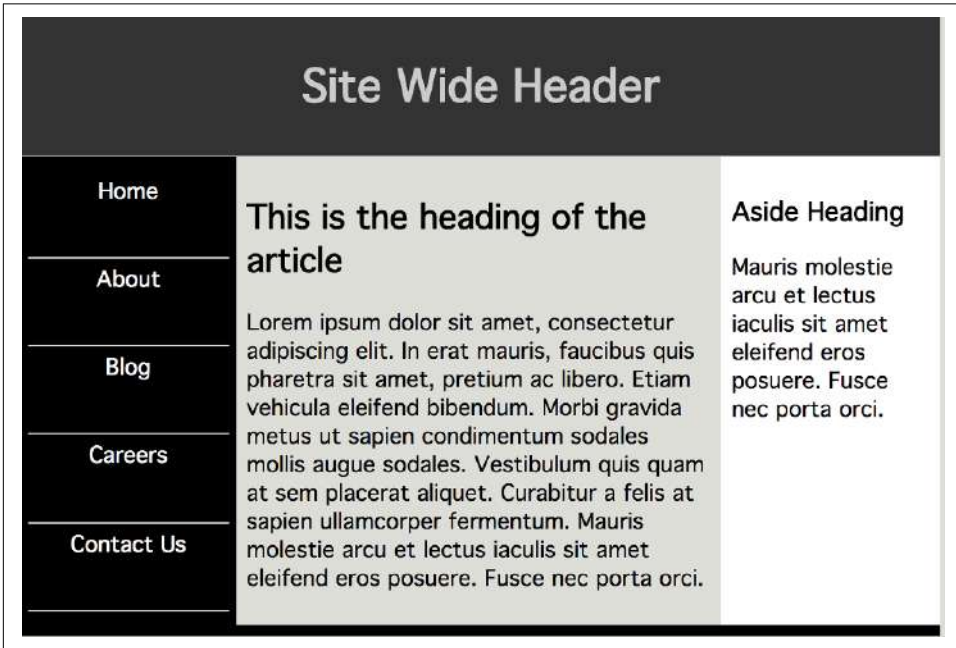 Site Wide Header
Home
About
Blog
Careers
Contact Us
This is the heading of the
article
Lorem ipsum dolor sit amet, consectetur
adipiscing elit. In erat mauris, faucibus quis
pharetra sit amet, pretium ac libero. Etiam
vehicula eleifend bibendum. Morbi gravida
metus ut sapien condimentum sodales
mollis augue sodales. Vestibulum quis quam
at sem placerat aliquet. Curabitur a felis at
sapien ullamcorper fermentum. Mauris
molestie arcu et lectus iaculis sit amet
eleifend eros posuere. Fusce nec porta orci.
Aside Heading
Mauris molestie
arcu et lectus
iaculis sit amet
eleifend eros
posuere. Fusce
nec porta orci.